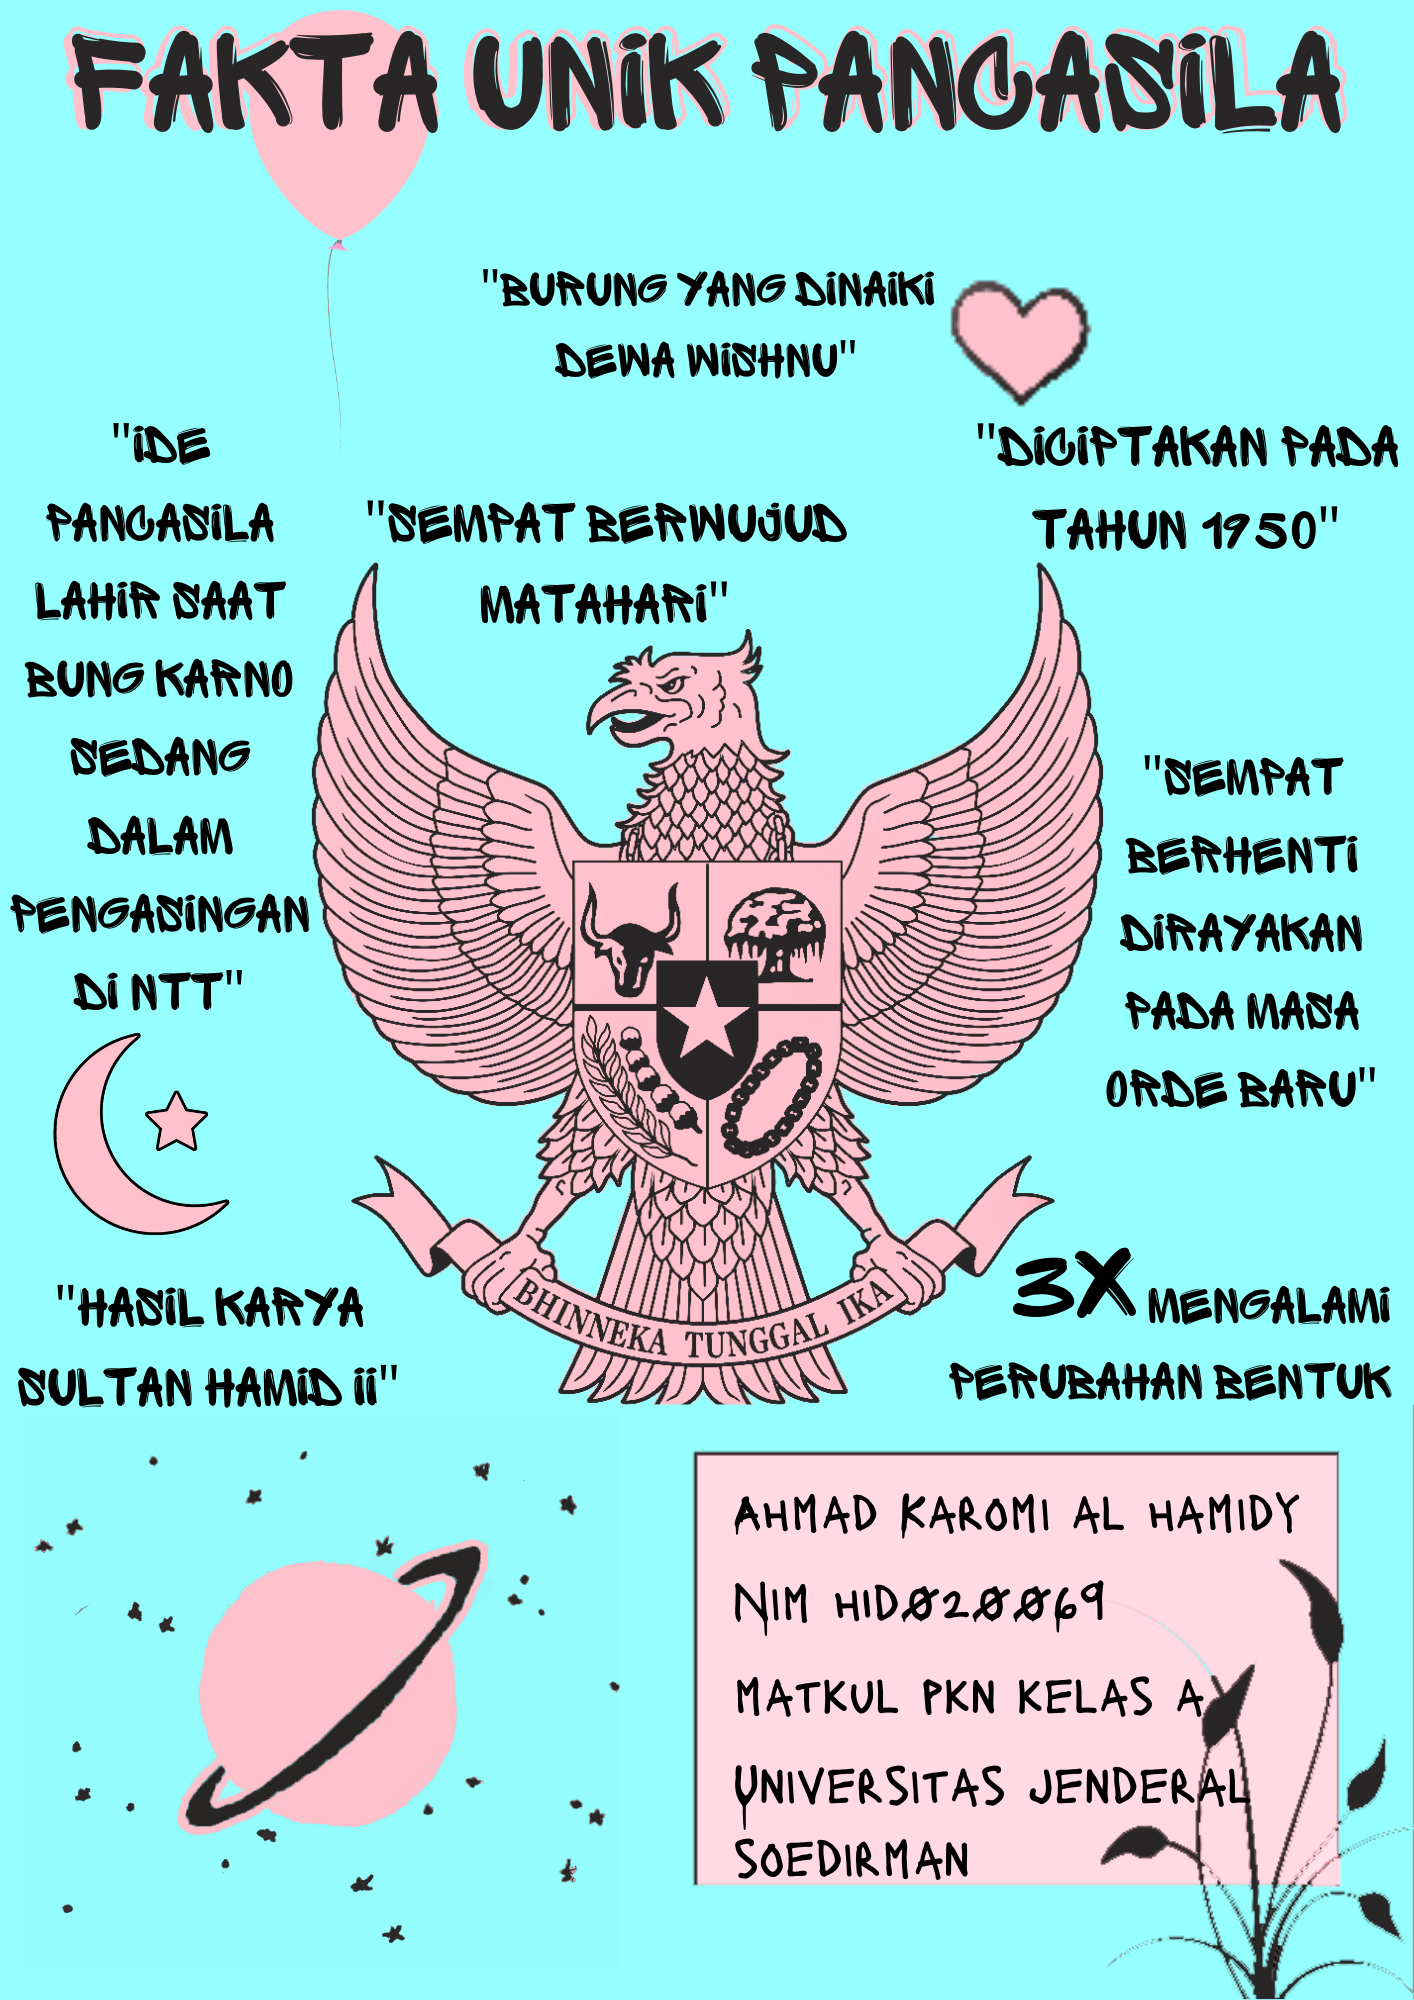 FAKTA UNiK PANCASiLA
"BURUNG YANG DiNAiKi
DEWA WiSHNU"
"iDE
PANCASiLA
LAHiR SAAT
BUNG KARNO
SEDANG
DALAM
PENGASiNGAN
Di NTT"
"SEMPAT BERWUJUD
MATAHARi"
"DiCiPTAKAN PADA
TAHUN 1950"
"SEMPAT
BERHENTi
DiRAYAKAN
PADA MASA
ORDE BARU"
"HASiL KARYA
SULTAN HAMiD ii"
3X MENGALAMi
PERUBAHAN BENTUK
BHINNEKA TUNGGAL IKA
AHMAD KAROMI AL HAMIDY
NIM HID020069
MATKUL PKN KELAS A
UNIVERSITAS JENDERAL
SOEDIRMAN